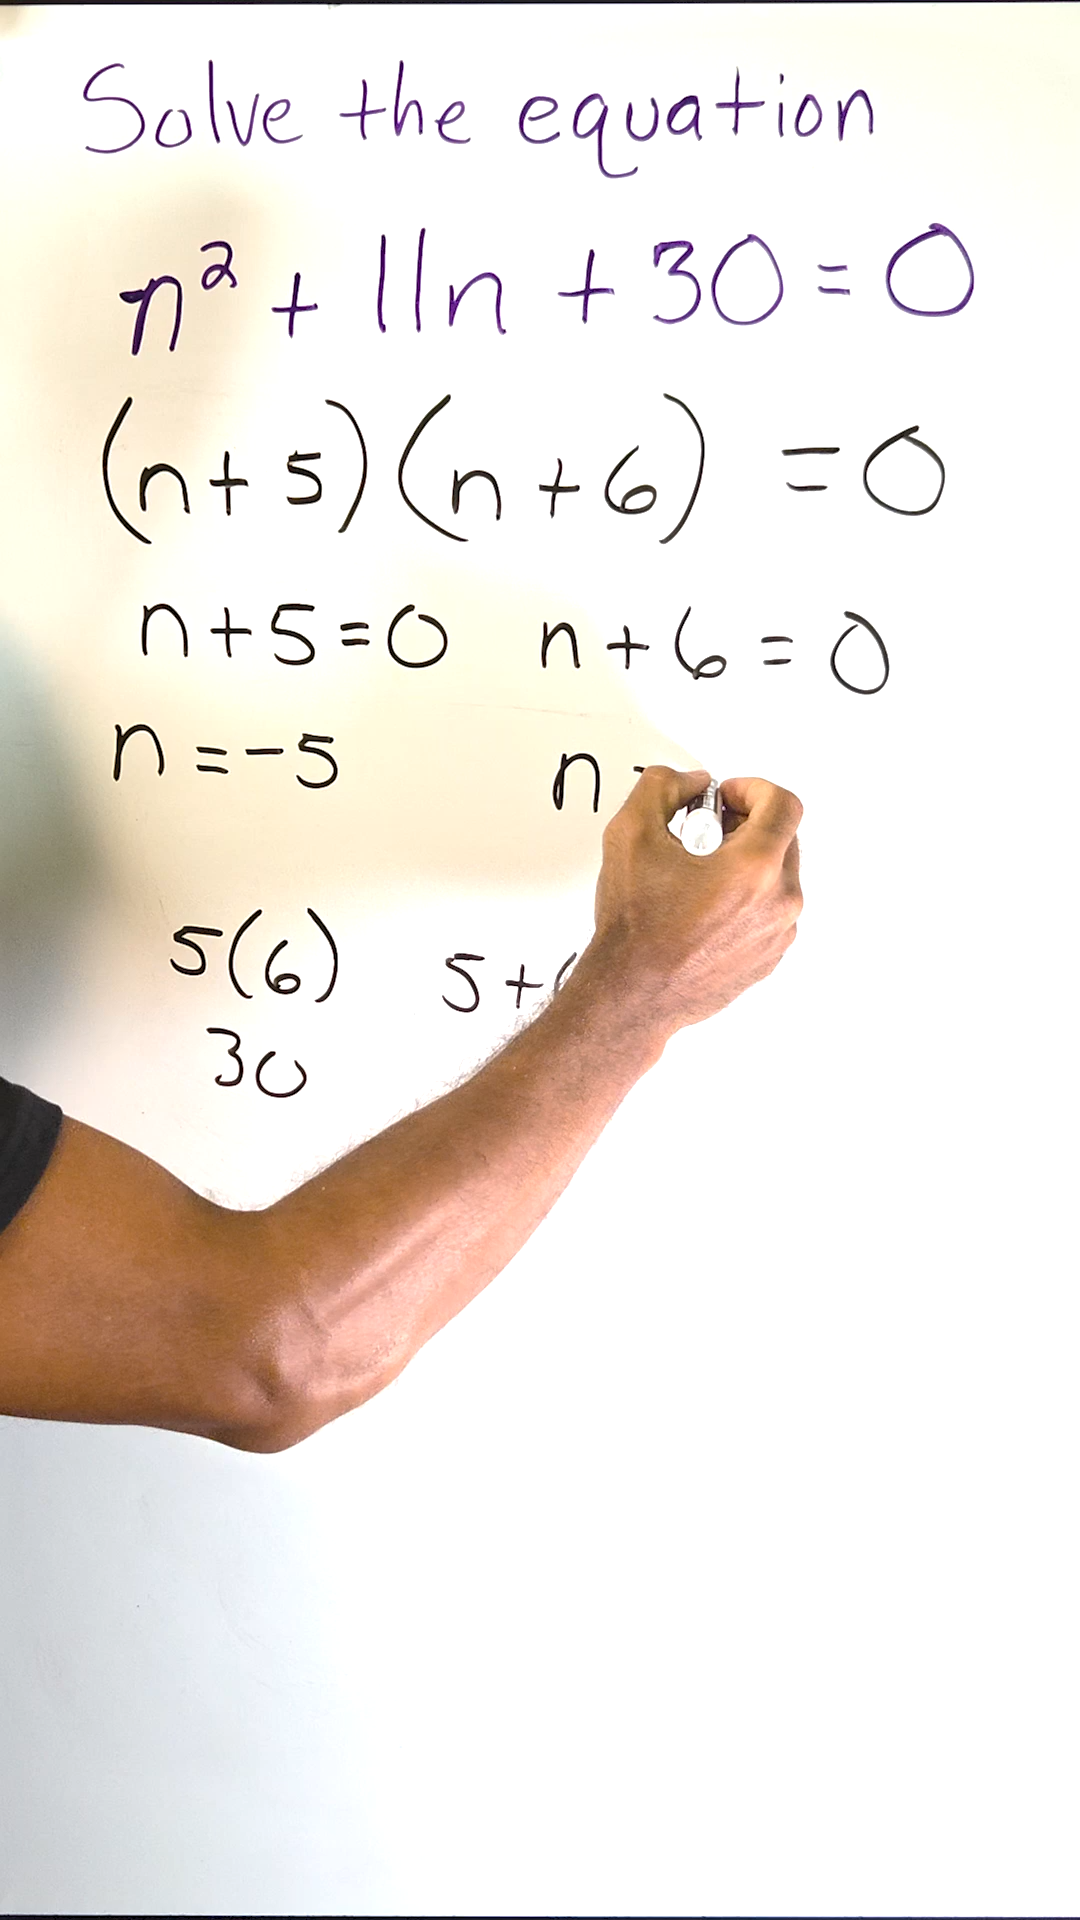 Solve the equation
n² + 11n + 30 = 0
(n + 5)(n + 6) = 0
n + 5 = 0 n + 6 = 0
n = -5 n
5(6) 5 +
30